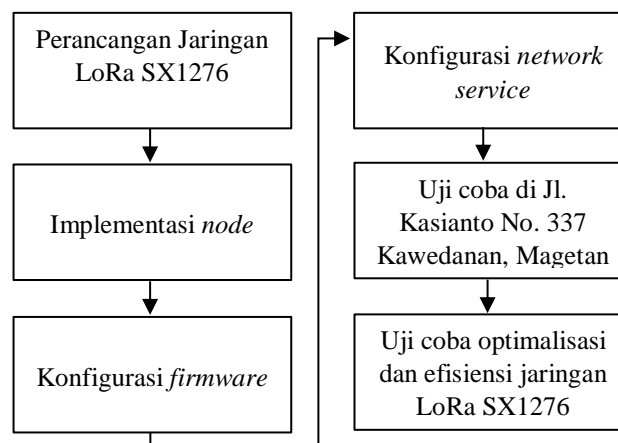 Perancangan Jaringan
LoRa SX1276
Implementasi node
Konfigurasi firmware
Konfigurasi network
service
Uji coba di Jl.
Kasianto No. 337
Kawedanan, Magetan
Uji coba optimalisasi
dan efisiensi jaringan
LoRa SX1276